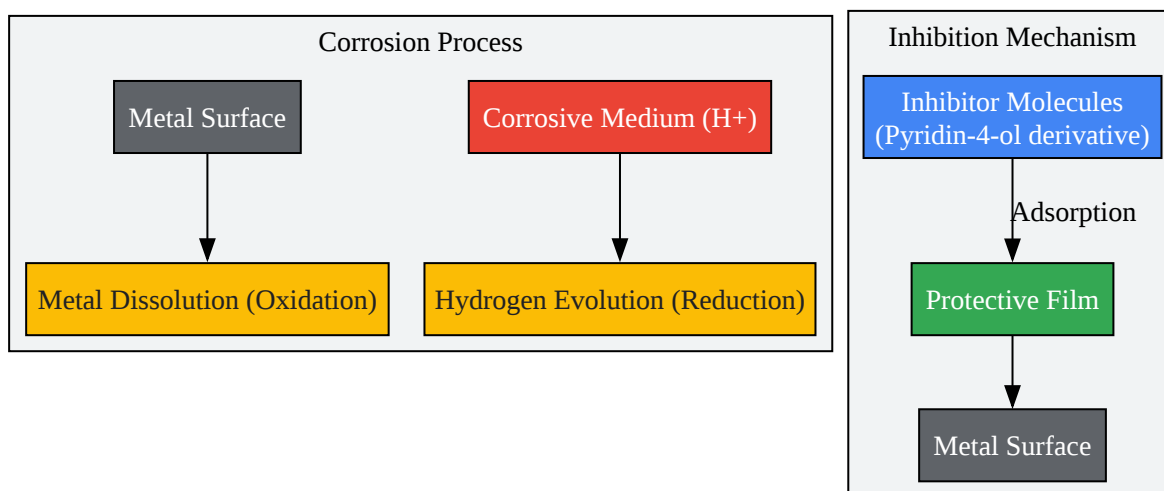 Corrosion Process
Metal Surface
Corrosive Medium (H+)
Metal Dissolution (Oxidation)
Hydrogen Evolution (Reduction)
Inhibition Mechanism
Inhibitor Molecules
(Pyridin-4-ol derivative)
Adsorption
Protective Film
Metal Surface